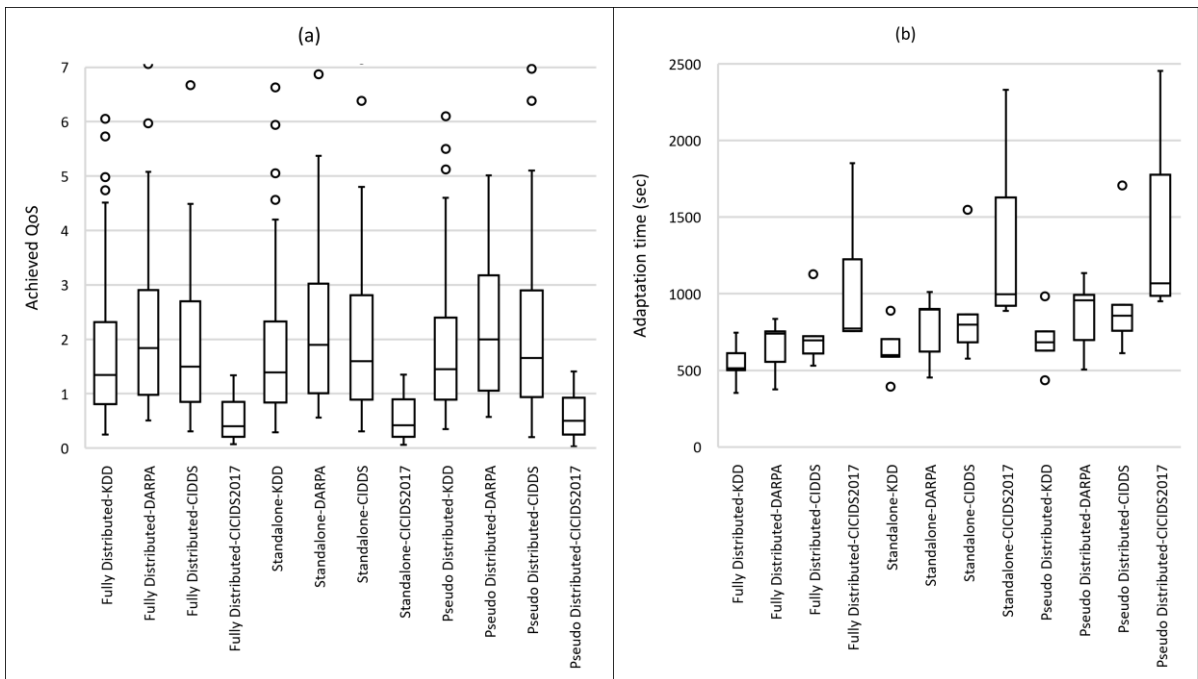 (a)
Achieved QoS
7
6
5
4
3
2
1
0
Fully Distributed-KDD
Fully Distributed-DARPA
Fully Distributed-CIDDS
Fully Distributed-CICIDS2017
Standalone-KDD
Standalone-DARPA
Standalone-CIDDS
Standalone-CICIDS2017
Pseudo Distributed-KDD
Pseudo Distributed-DARPA
Pseudo Distributed-CIDDS
Pseudo Distributed-CICIDS2017
(b)
Adaptation time (sec)
2500
2000
1500
1000
500
0
Fully Distributed-KDD
Fully Distributed-DARPA
Fully Distributed-CIDDS
Fully Distributed-CICIDS2017
Standalone-KDD
Standalone-DARPA
Standalone-CIDDS
Standalone-CICIDS2017
Pseudo Distributed-KDD
Pseudo Distributed-DARPA
Pseudo Distributed-CIDDS
Pseudo Distributed-CICIDS2017